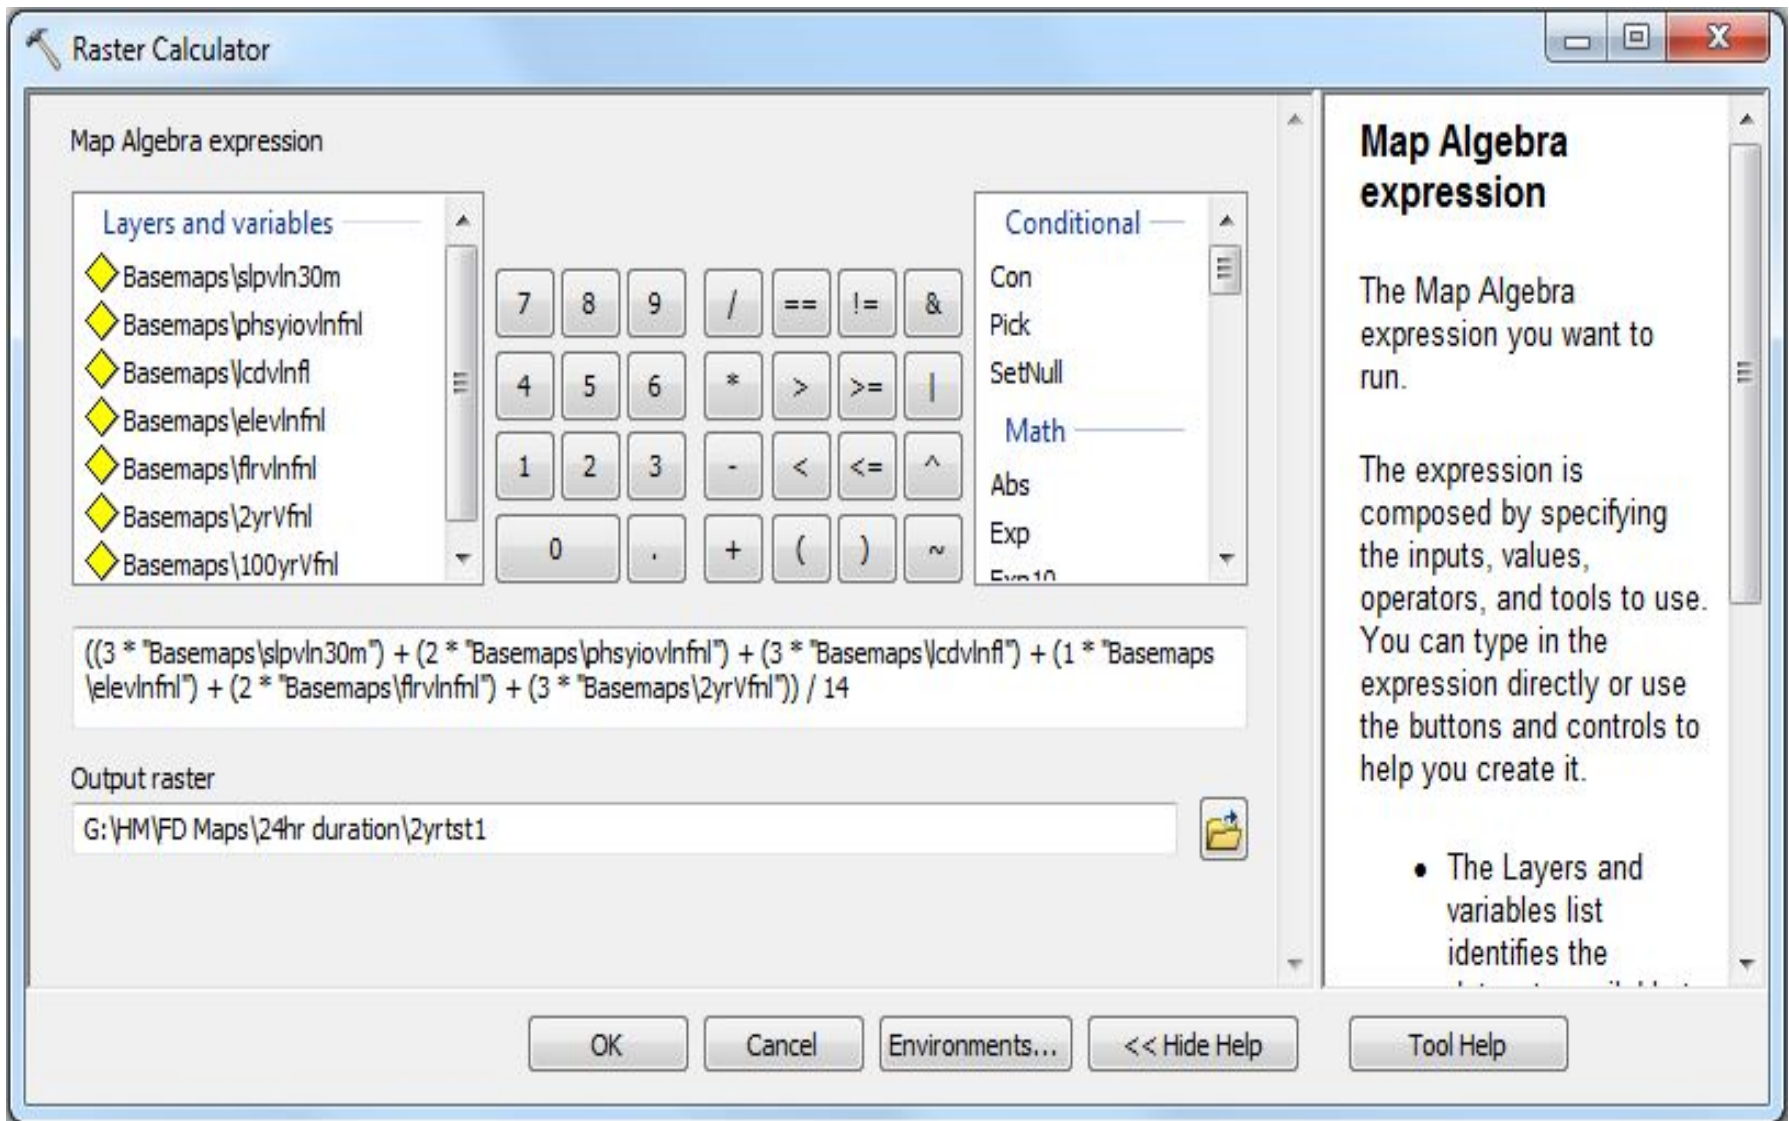 Raster Calculator
Map Algebra expression
Layers and variables
Basemaps\slpvln30m
Basemaps\phsyiovlnfnl
Basemaps\lcdvlnfl
Basemaps\elevlnfnl
Basemaps\flrvlnfnl
Basemaps\2yrVfnl
Basemaps\100yrVfnl
7 8 9 / == != &
4 5 6 * > >= |
1 2 3 - < <= ^
0 . + ( ) ~
Conditional
Con
Pick
SetNull
Math
Abs
Exp
Exp10
((3 * "Basemaps\slpvln30m") + (2 * "Basemaps\phsyiovlnfnl") + (3 * "Basemaps\lcdvlnfl") + (1 * "Basemaps
\elevlnfnl") + (2 * "Basemaps\flrvlnfnl") + (3 * "Basemaps\2yrVfnl")) / 14
Output raster
G:\HM\FD Maps\24hr duration\2yrtst1
OK Cancel Environments... << Hide Help Tool Help
Map Algebra
expression
The Map Algebra
expression you want to
run.
The expression is
composed by specifying
the inputs, values,
operators, and tools to use.
You can type in the
expression directly or use
the buttons and controls to
help you create it.
• The Layers and
variables list
identifies the